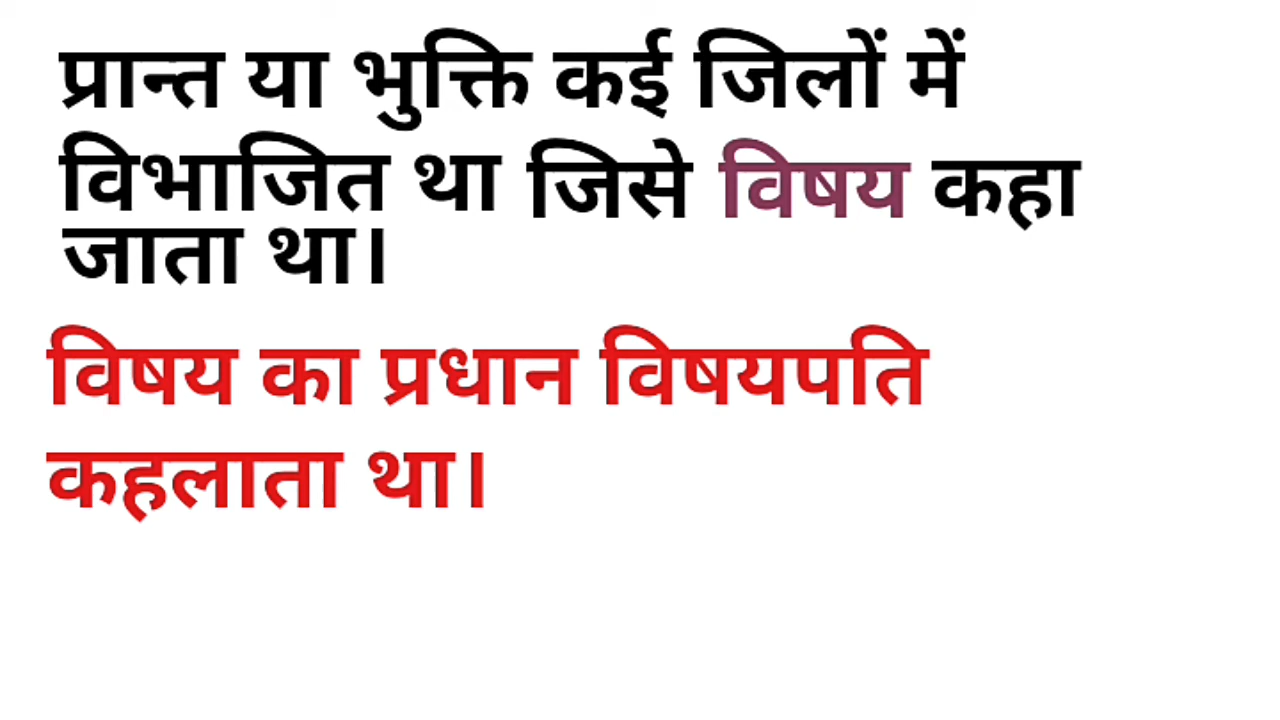 प्रान्त या भुक्ति कई जिलों में
विभाजित था जिसे विषय कहा
जाता था।
विषय का प्रधान विषयपति
कहलाता था।